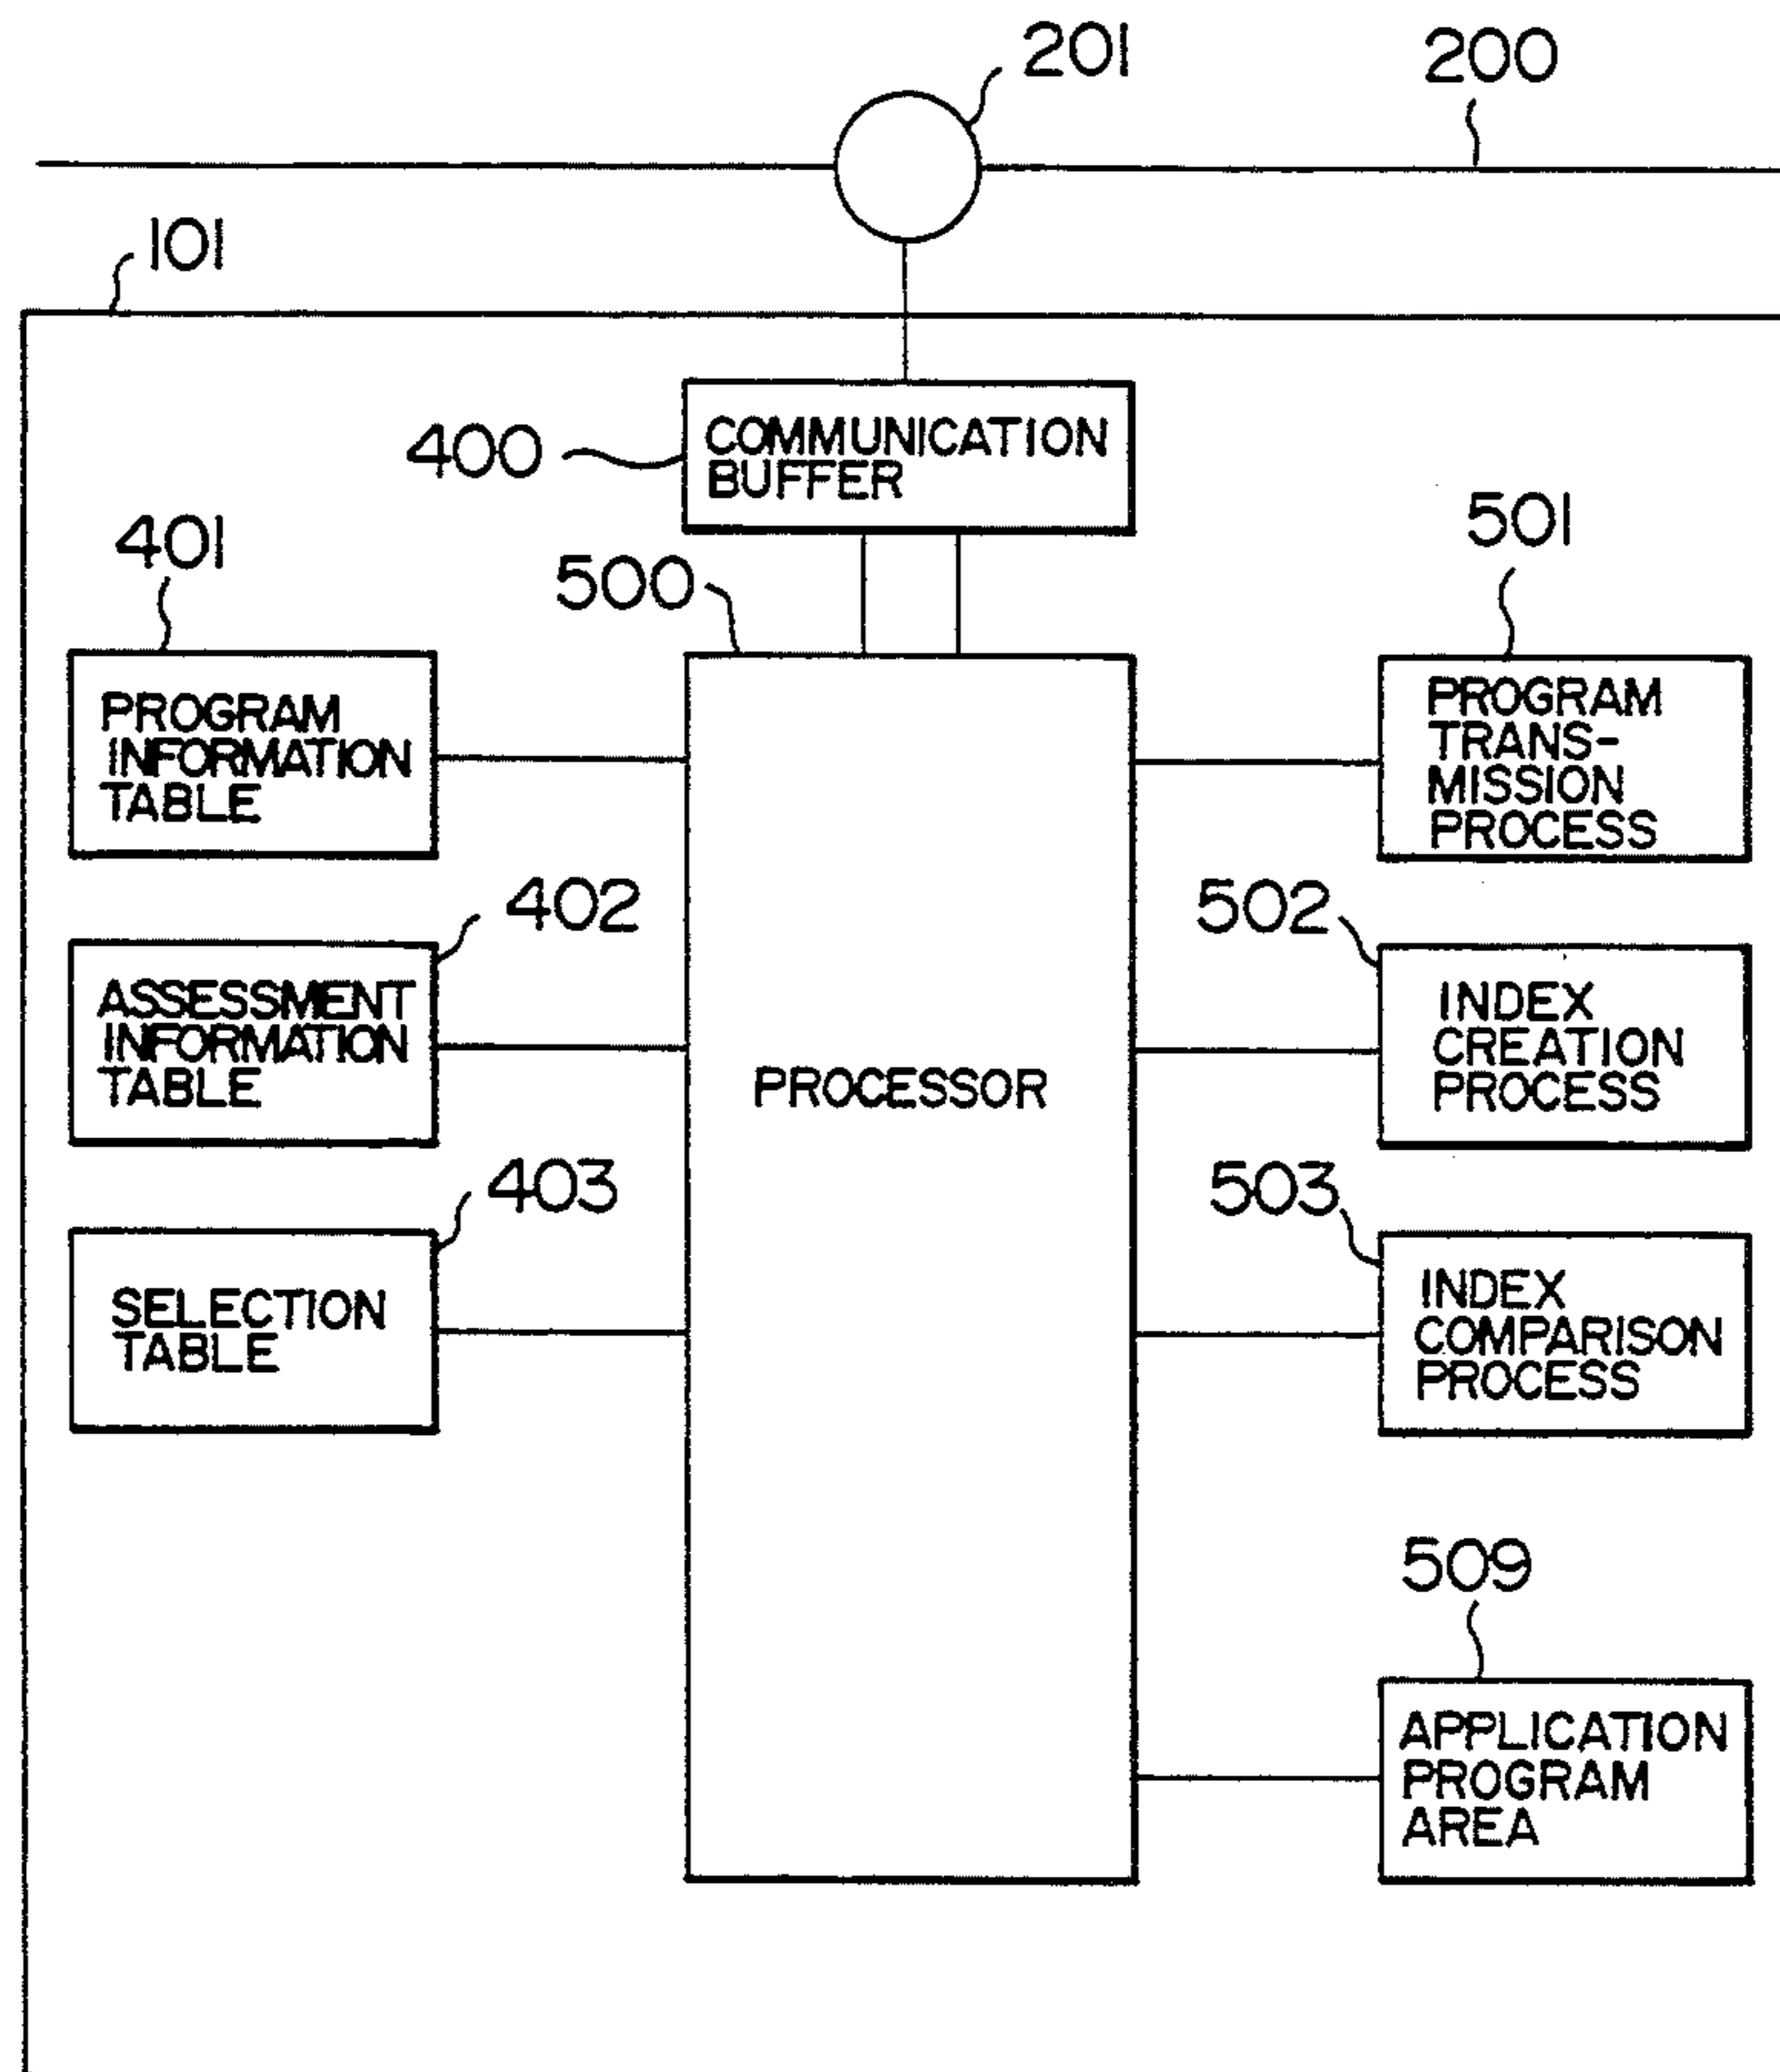 201
200
101
400
COMMUNICATION
BUFFER
401
500
501
PROGRAM
INFORMATION
TABLE
PROGRAM
TRANS-
MISSION
PROCESS
402
502
ASSESSMENT
INFORMATION
TABLE
PROCESSOR
INDEX
CREATION
PROCESS
403
503
SELECTION
TABLE
INDEX
COMPARISON
PROCESS
509
APPLICATION
PROGRAM
AREA